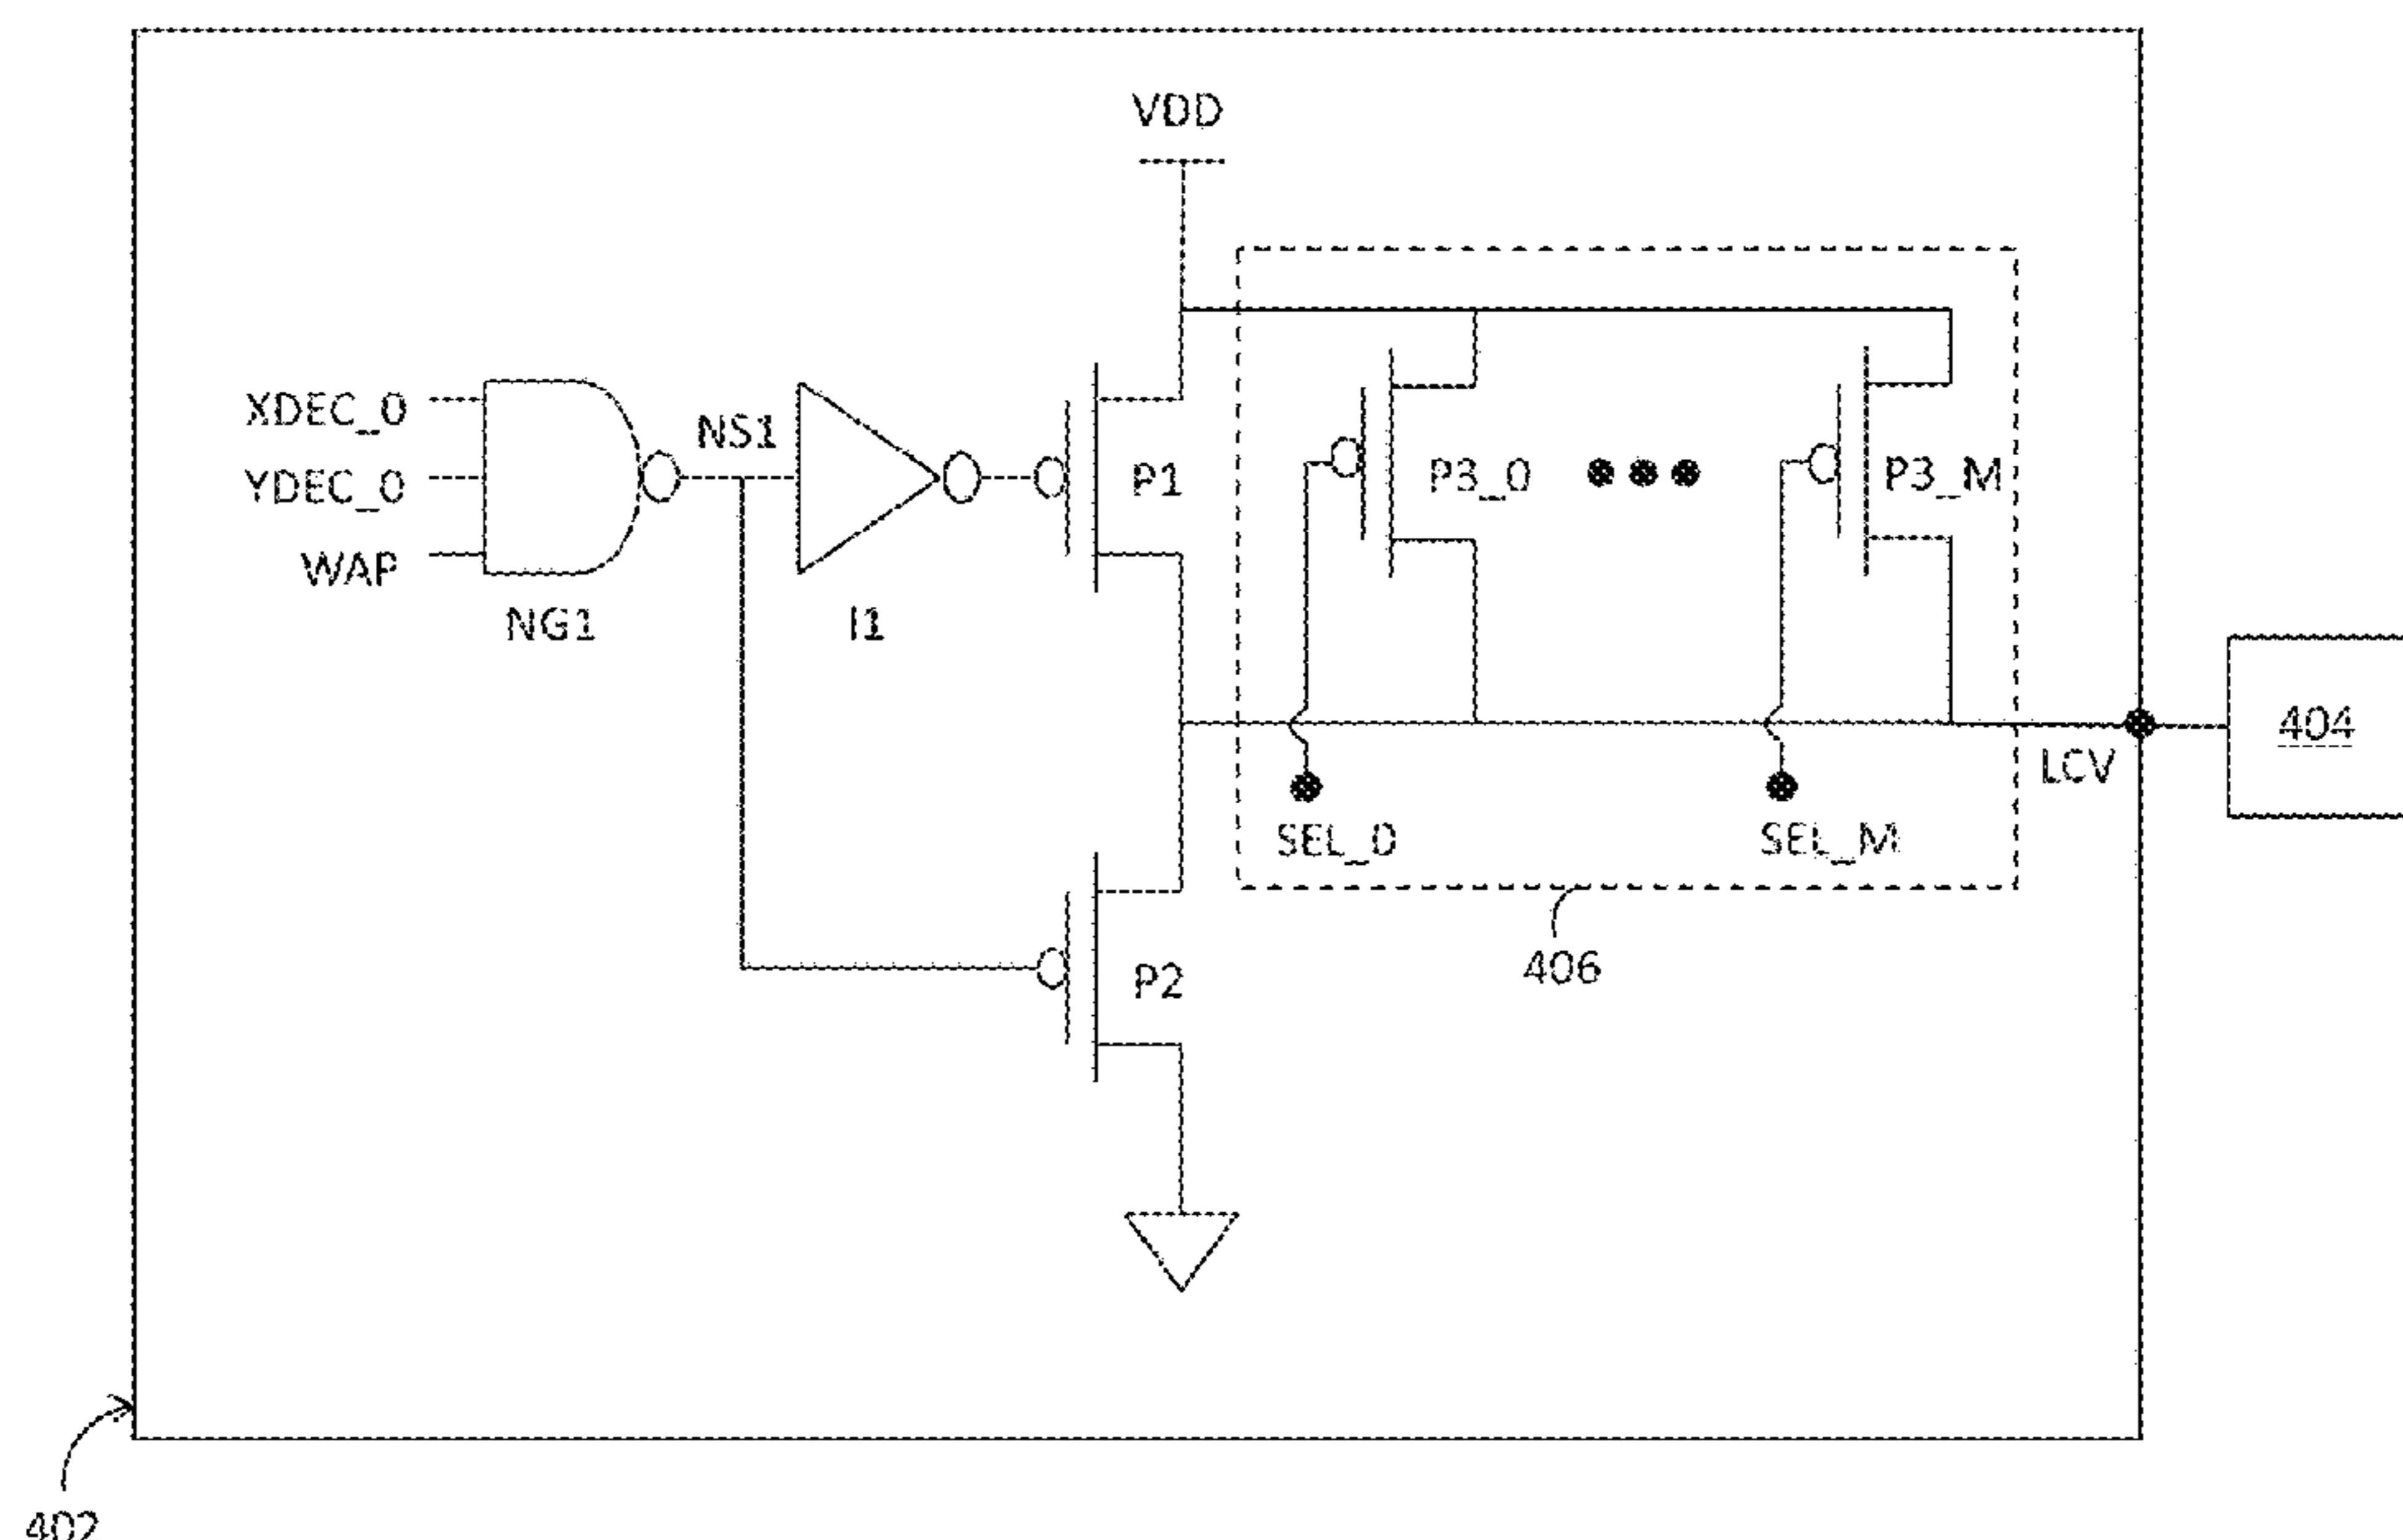 VDD
XDEC_0
YDEC_0
WAP
NG1
NS1
I1
P1
P3_0
P3_M
SEL_0
SEL_M
LCV
404
406
P2
402